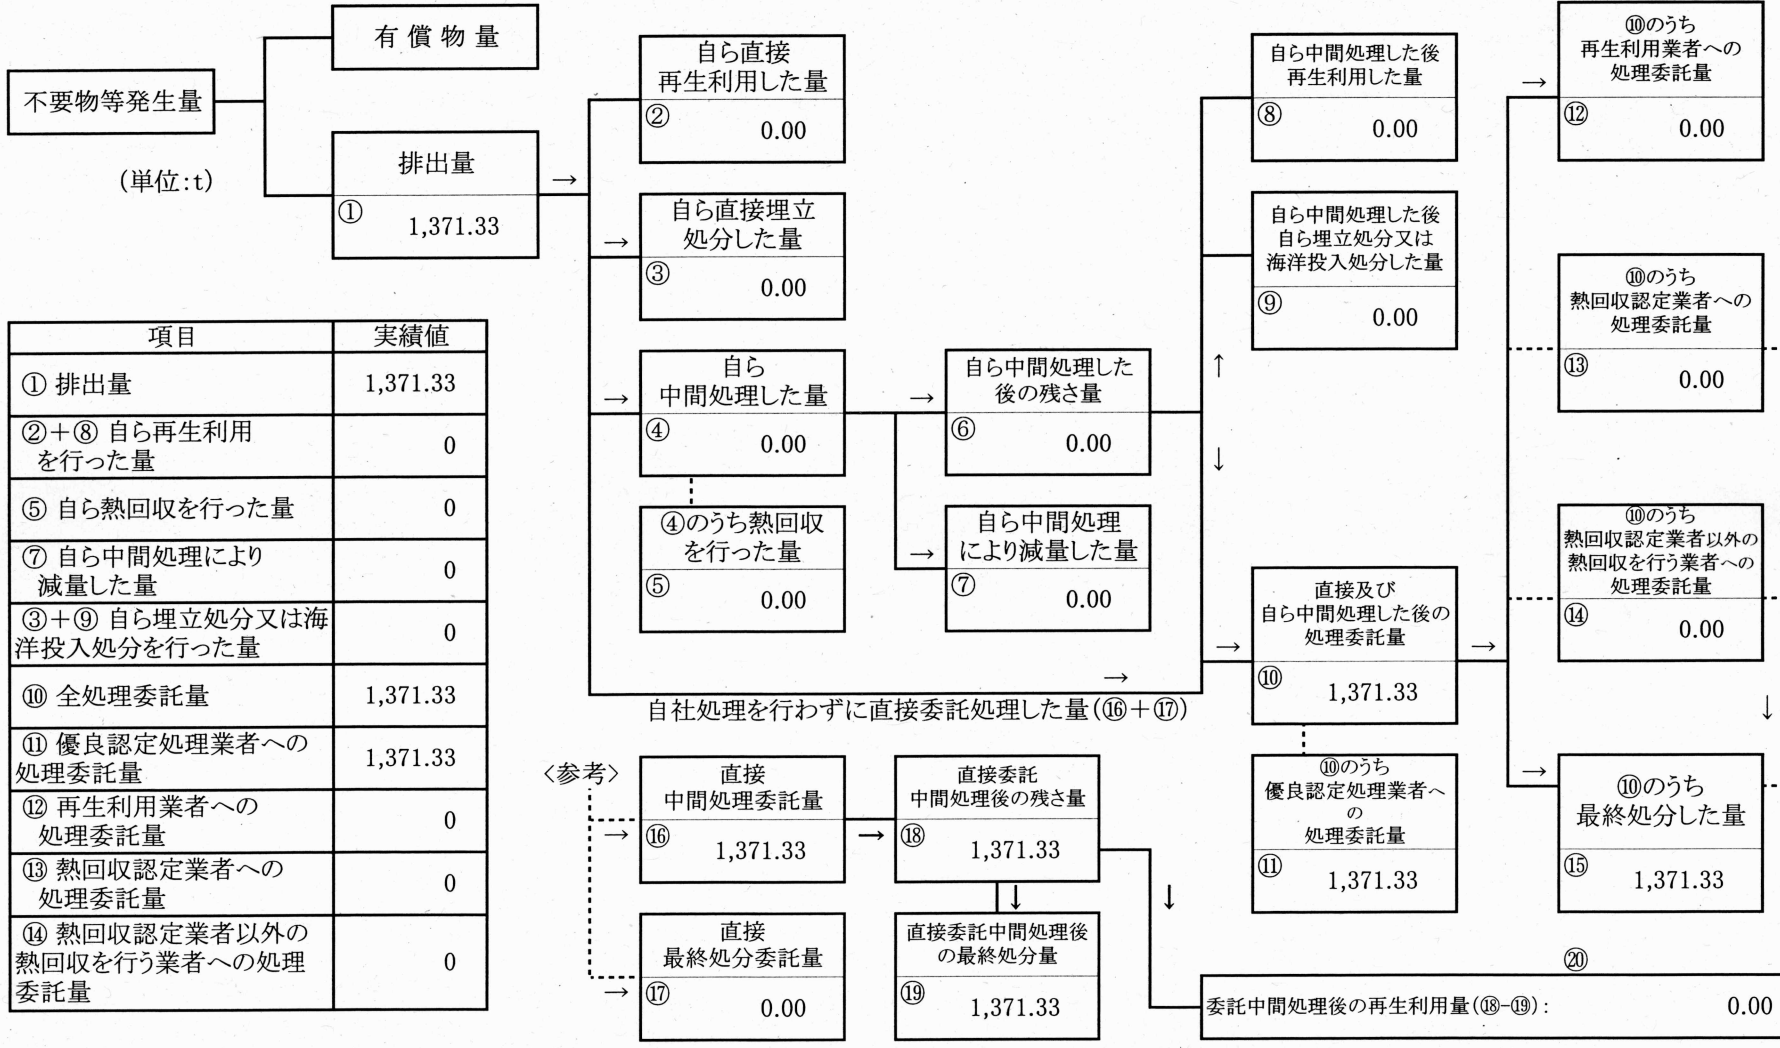 有 償 物 量
不要物等発生量
(単位:t)
排出量
①
1,371.33
→
自ら直接
再生利用した量
②
0.00
→
自ら直接埋立
処分した量
③
0.00
→
自ら
中間処理した量
④
0.00
④のうち熱回収
を行った量
⑤
0.00
→
自ら中間処理した
後の残さ量
⑥
0.00
→
自ら中間処理
により減量した量
⑦
0.00
↑
↓
自ら中間処理した後
再生利用した量
⑧
0.00
自ら中間処理した後
自ら埋立処分又は
海洋投入処分した量
⑨
0.00
→
自社処理を行わずに直接委託処理した量(⑯+⑰)
→
直接及び
自ら中間処理した後の
処理委託量
⑩
1,371.33
→
⑩のうち
優良認定処理業者へ
の
処理委託量
⑪
1,371.33
→
⑩のうち
再生利用業者への
処理委託量
⑫
0.00
⑩のうち
熱回収認定業者への
処理委託量
⑬
0.00
⑩のうち
熱回収認定業者以外の
熱回収を行う業者への
処理委託量
⑭
0.00
↓
→
⑩のうち
最終処分した量
⑮
1,371.33
項目 実績値
① 排出量 1,371.33
②+⑧ 自ら再生利用
を行った量 0
⑤ 自ら熱回収を行った量 0
⑦ 自ら中間処理により
減量した量 0
③+⑨ 自ら埋立処分又は海
洋投入処分を行った量 0
⑩ 全処理委託量 1,371.33
⑪ 優良認定処理業者への
処理委託量 1,371.33
⑫ 再生利用業者への
処理委託量 0
⑬ 熱回収認定業者への
処理委託量 0
⑭ 熱回収認定業者以外の
熱回収を行う業者への処理
委託量 0
〈参考〉
→
直接
中間処理委託量
⑯
1,371.33
→
直接委託
中間処理後の残さ量
⑱
1,371.33
↓
↓
→
直接
最終処分委託量
⑰
0.00
直接委託中間処理後
の最終処分量
⑲
1,371.33
⑳
委託中間処理後の再生利用量(⑱-⑲): 0.00